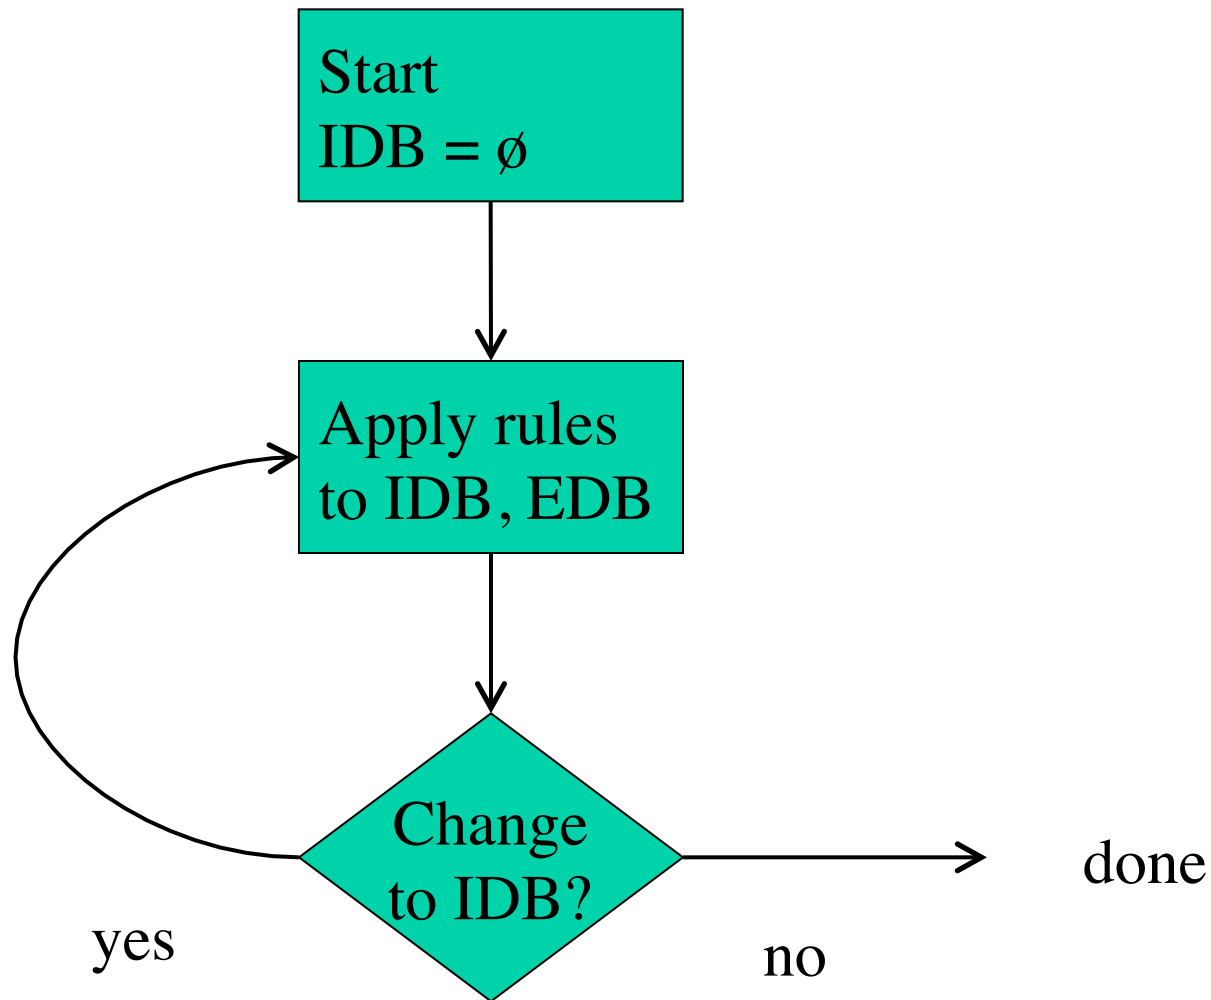 Start
IDB = ø
Apply rules
to IDB, EDB
Change
to IDB?
done
yes
no